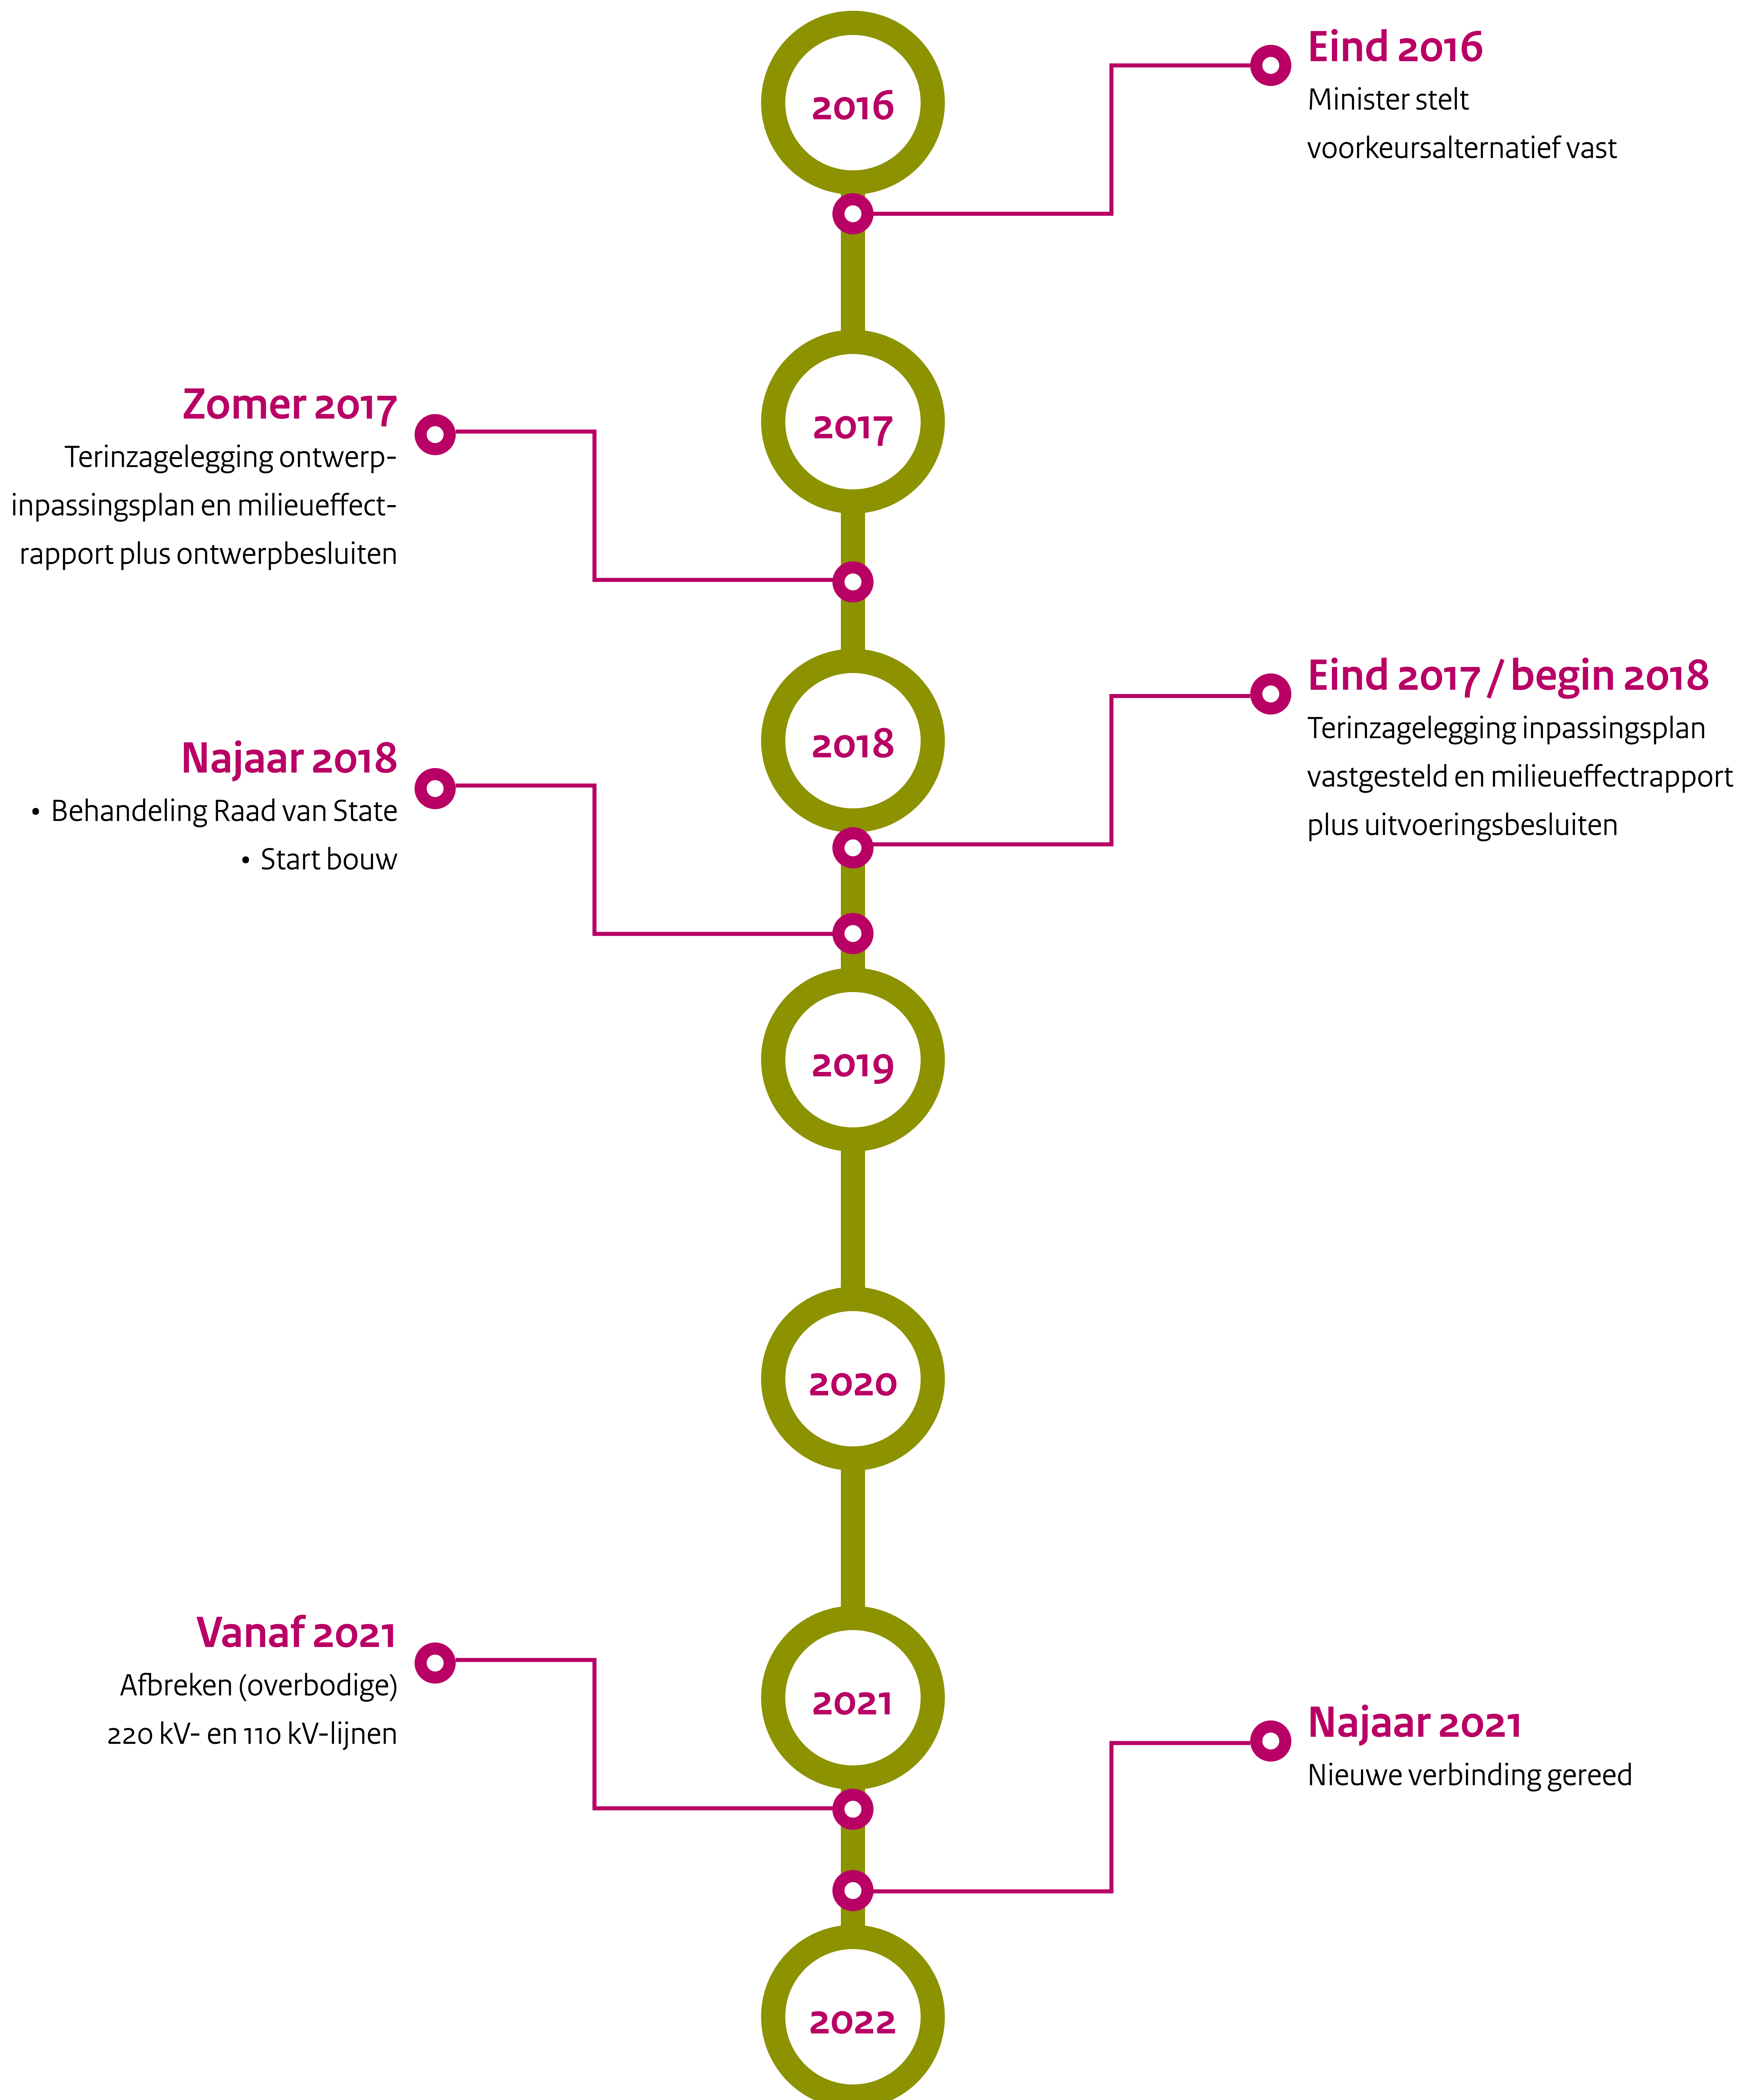 2016
Eind 2016
Minister stelt
voorkeursalternatief vast
2017
Zomer 2017
Terinzagelegging ontwerp-
inpassingsplan en milieueffect-
rapport plus ontwerpbesluiten
2018
Eind 2017 / begin 2018
Terinzagelegging inpassingsplan
vastgesteld en milieueffectrapport
plus uitvoeringsbesluiten
Najaar 2018
• Behandeling Raad van State
• Start bouw
2019
2020
2021
Vanaf 2021
Afbreken (overbodige)
220 kV- en 110 kV-lijnen
Najaar 2021
Nieuwe verbinding gereed
2022